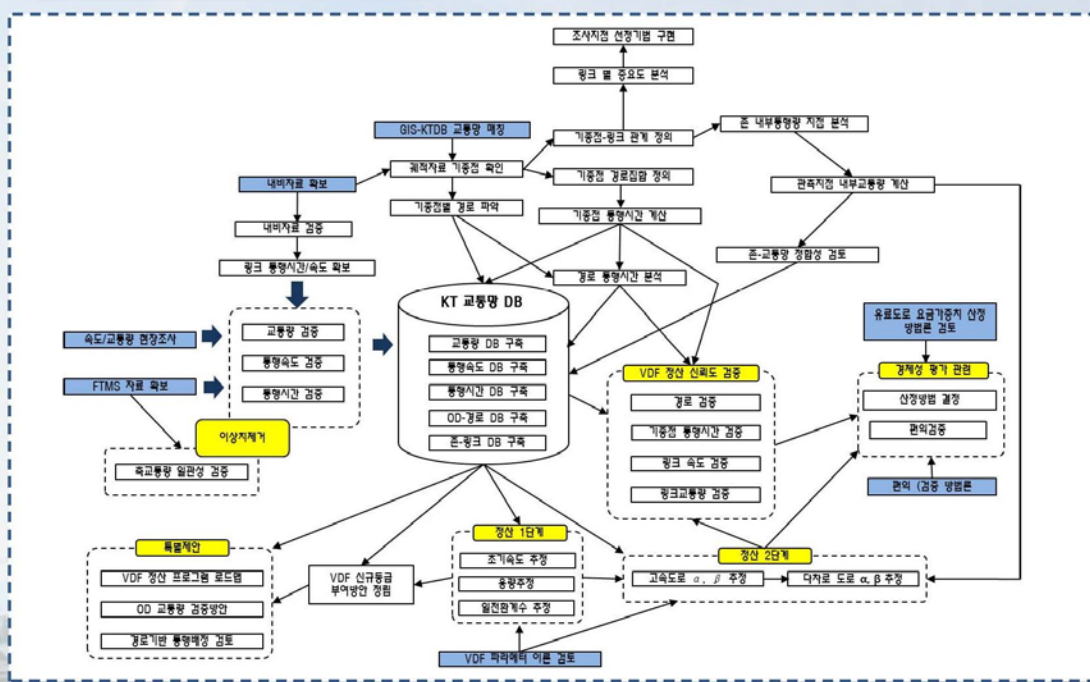 조사지점 선정기법 구현
링크 별 중요도 분석
GIS-KTDB 교통망 매칭
기종점-링크 관계 정의
존 내부통행량 지점 분석
궤적자료 기종점 확인
내비자료 확보
기종점 경로집합 정의
관측지점 내부교통량 계산
기종점별 경로 파악
기종점 통행시간 계산
내비자료 검증
존-교통망 정합성 검토
링크 통행시간/속도 확보
경로 통행시간 분석
KT 교통망 DB
교통량 DB 구축
통행속도 DB 구축
통행시간 DB 구축
OD-경로 DB 구축
존-링크 DB 구축
속도/교통량 현장조사
FTMS 자료 확보
교통량 검증
통행속도 검증
통행시간 검증
이상치제거
축교통량 일관성 검증
VDF 정산 신뢰도 검증
경로 검증
기종점 통행시간 검증
링크 속도 검증
링크교통량 검증
유료도로 요금가중치 산정
방법론 검토
경제성 평가 관련
산정방법 결정
편익검증
편익 (검증 방법론
특별제안
VDF 정산 프로그램 로드맵
OD 교통량 검증방안
경로기반 통행배정 검토
VDF 신규등급
부여방안 정립
정산 1단계
초기속도 추정
용량추정
일전환계수 추정
정산 2단계
고속도로 α, β 추정
다차로 도로 α, β 추정
VDF 파라메터 이론 검토